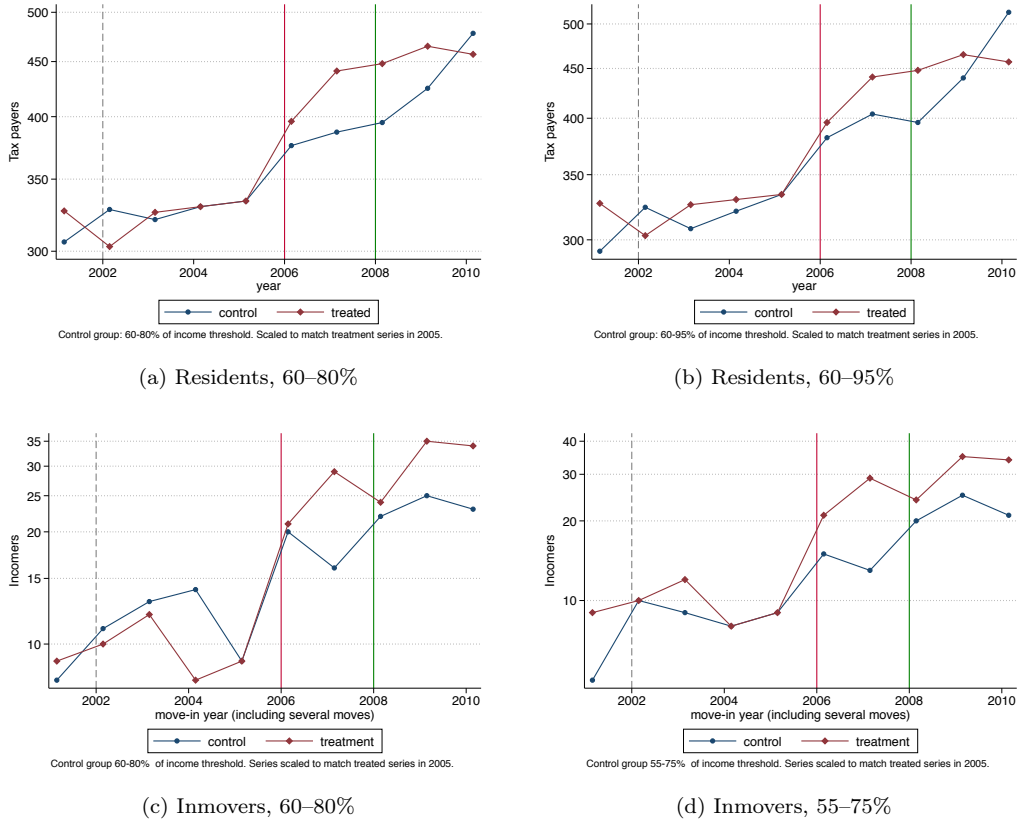 500
450
400
350
300
Tax payers
2002 2004 2006 2008 2010
year
control treated
Control group: 60-80% of income threshold. Scaled to match treatment series in 2005.
(a) Residents, 60–80%
500
450
400
350
300
Tax payers
2002 2004 2006 2008 2010
year
control treated
Control group: 60-95% of income threshold. Scaled to match treatment series in 2005.
(b) Residents, 60–95%
35
30
25
20
15
10
Incomers
2002 2004 2006 2008 2010
move-in year (including several moves)
control treatment
Control group 60-80% of income threshold. Series scaled to match treated series in 2005.
(c) Inmovers, 60–80%
40
30
20
10
Incomers
2002 2004 2006 2008 2010
move-in year (including several moves)
control treatment
Control group 55-75% of income threshold. Series scaled to match treated series in 2005.
(d) Inmovers, 55–75%